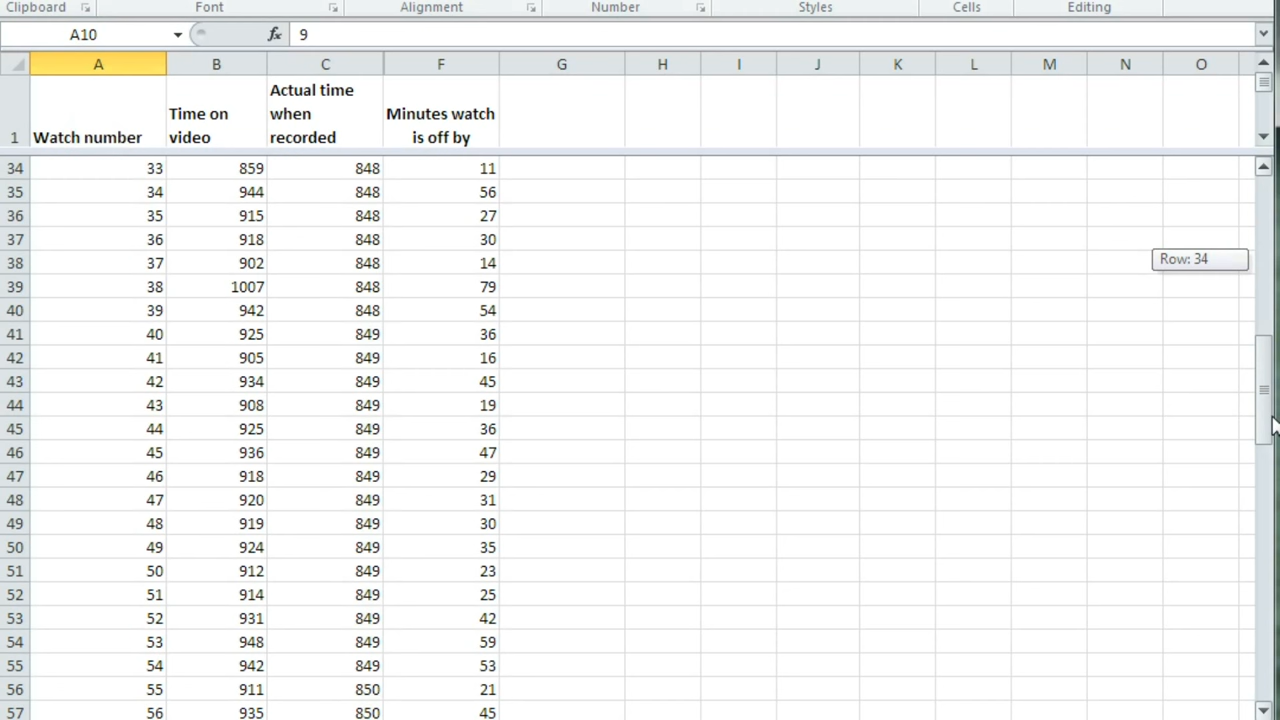 Clipboard Font Alignment Number Styles Cells Editing
A10 fx 9
A B C F G H I J K L M N O
1 Watch number Time on video Actual time when recorded Minutes watch is off by
34 33 859 848 11
35 34 944 848 56
36 35 915 848 27
37 36 918 848 30
38 37 902 848 14
Row: 34
39 38 1007 848 79
40 39 942 848 54
41 40 925 849 36
42 41 905 849 16
43 42 934 849 45
44 43 908 849 19
45 44 925 849 36
46 45 936 849 47
47 46 918 849 29
48 47 920 849 31
49 48 919 849 30
50 49 924 849 35
51 50 912 849 23
52 51 914 849 25
53 52 931 849 42
54 53 948 849 59
55 54 942 849 53
56 55 911 850 21
57 56 935 850 45